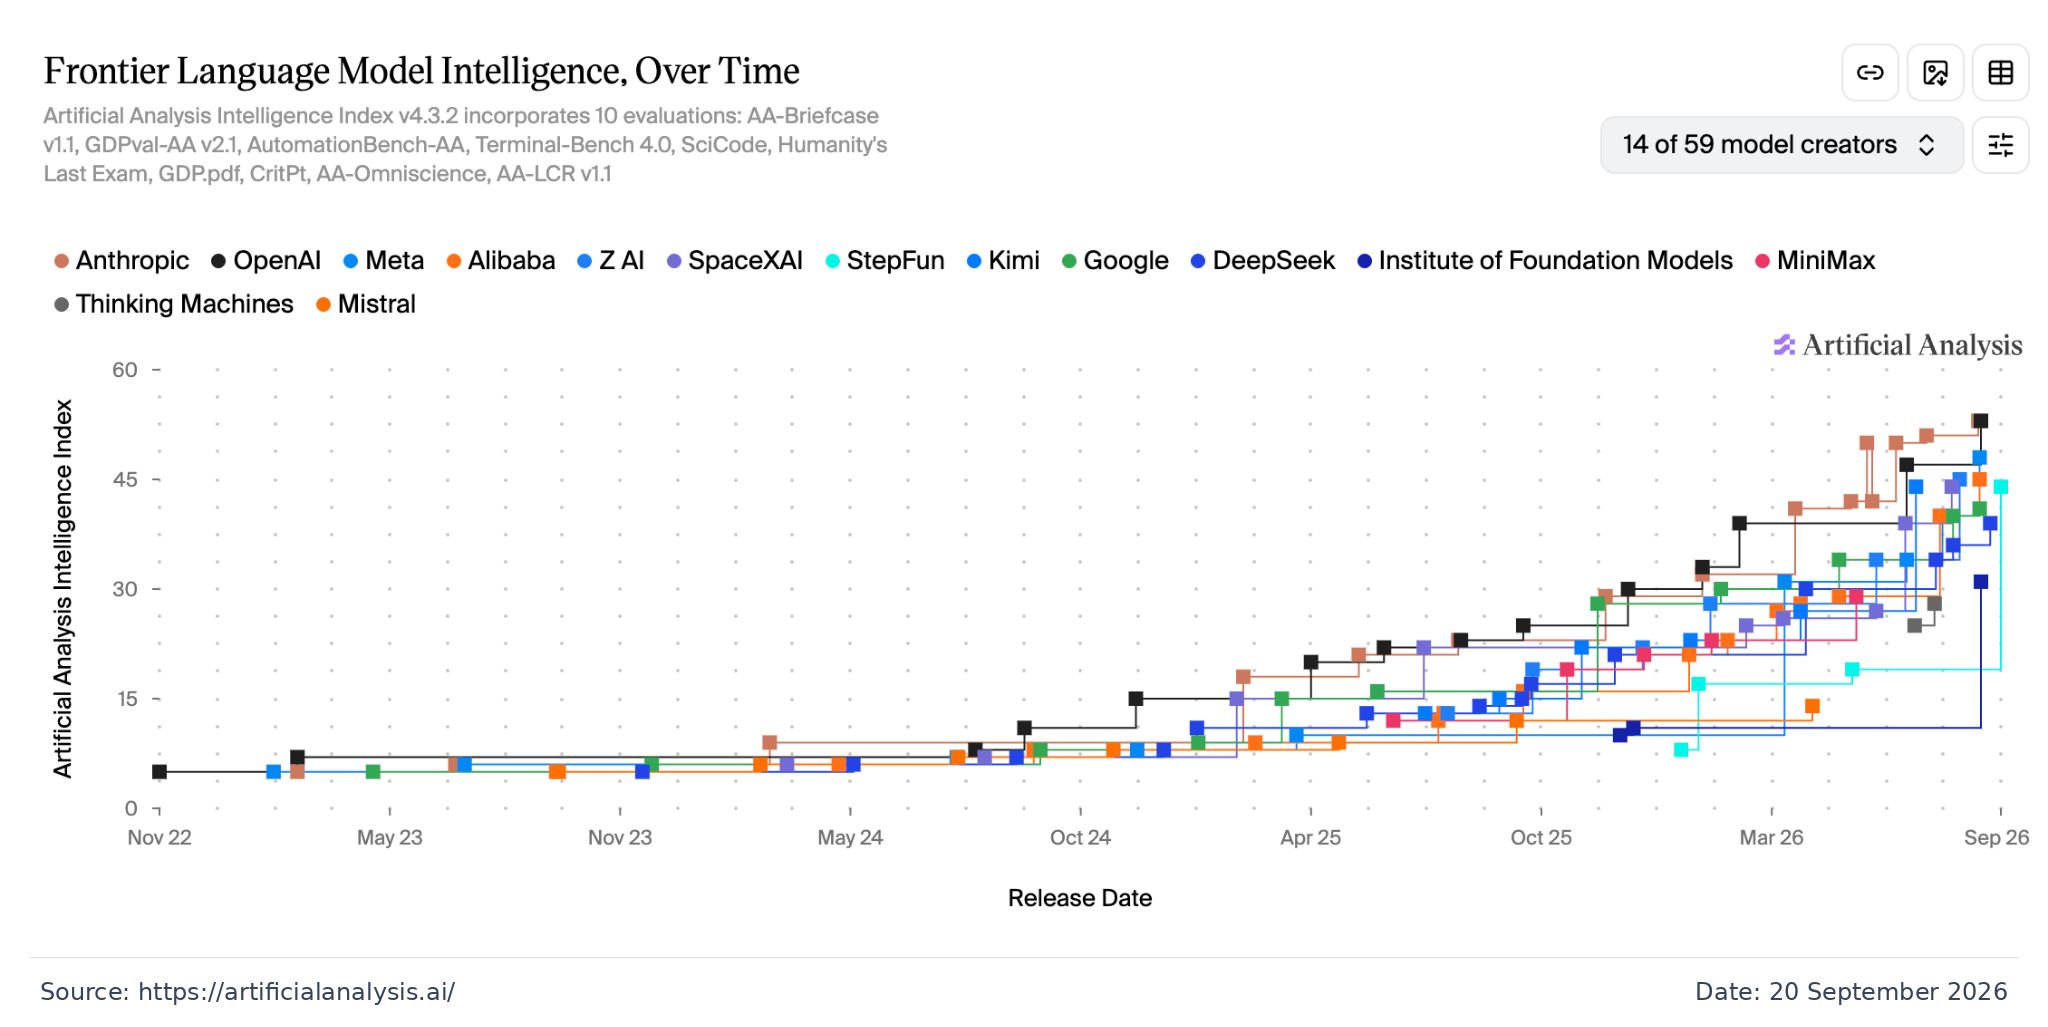 Frontier Language Model Intelligence, Over Time
Artificial Analysis Intelligence Index v4.3.2 incorporates 10 evaluations: AA-Briefcase
v1.1, GDPval-AA v2.1, AutomationBench-AA, Terminal-Bench 4.0, SciCode, Humanity's
Last Exam, GDP.pdf, CritPt, AA-Omniscience, AA-LCR v1.1
14 of 59 model creators
Anthropic OpenAI Meta Alibaba Z AI SpaceXAI StepFun Kimi Google DeepSeek Institute of Foundation Models MiniMax
Thinking Machines Mistral
Artificial Analysis
Artificial Analysis Intelligence Index
60
45
30
15
0
Nov 22 May 23 Nov 23 May 24 Oct 24 Apr 25 Oct 25 Mar 26 Sep 26
Release Date
Source: https://artificialanalysis.ai/
Date: 20 September 2026